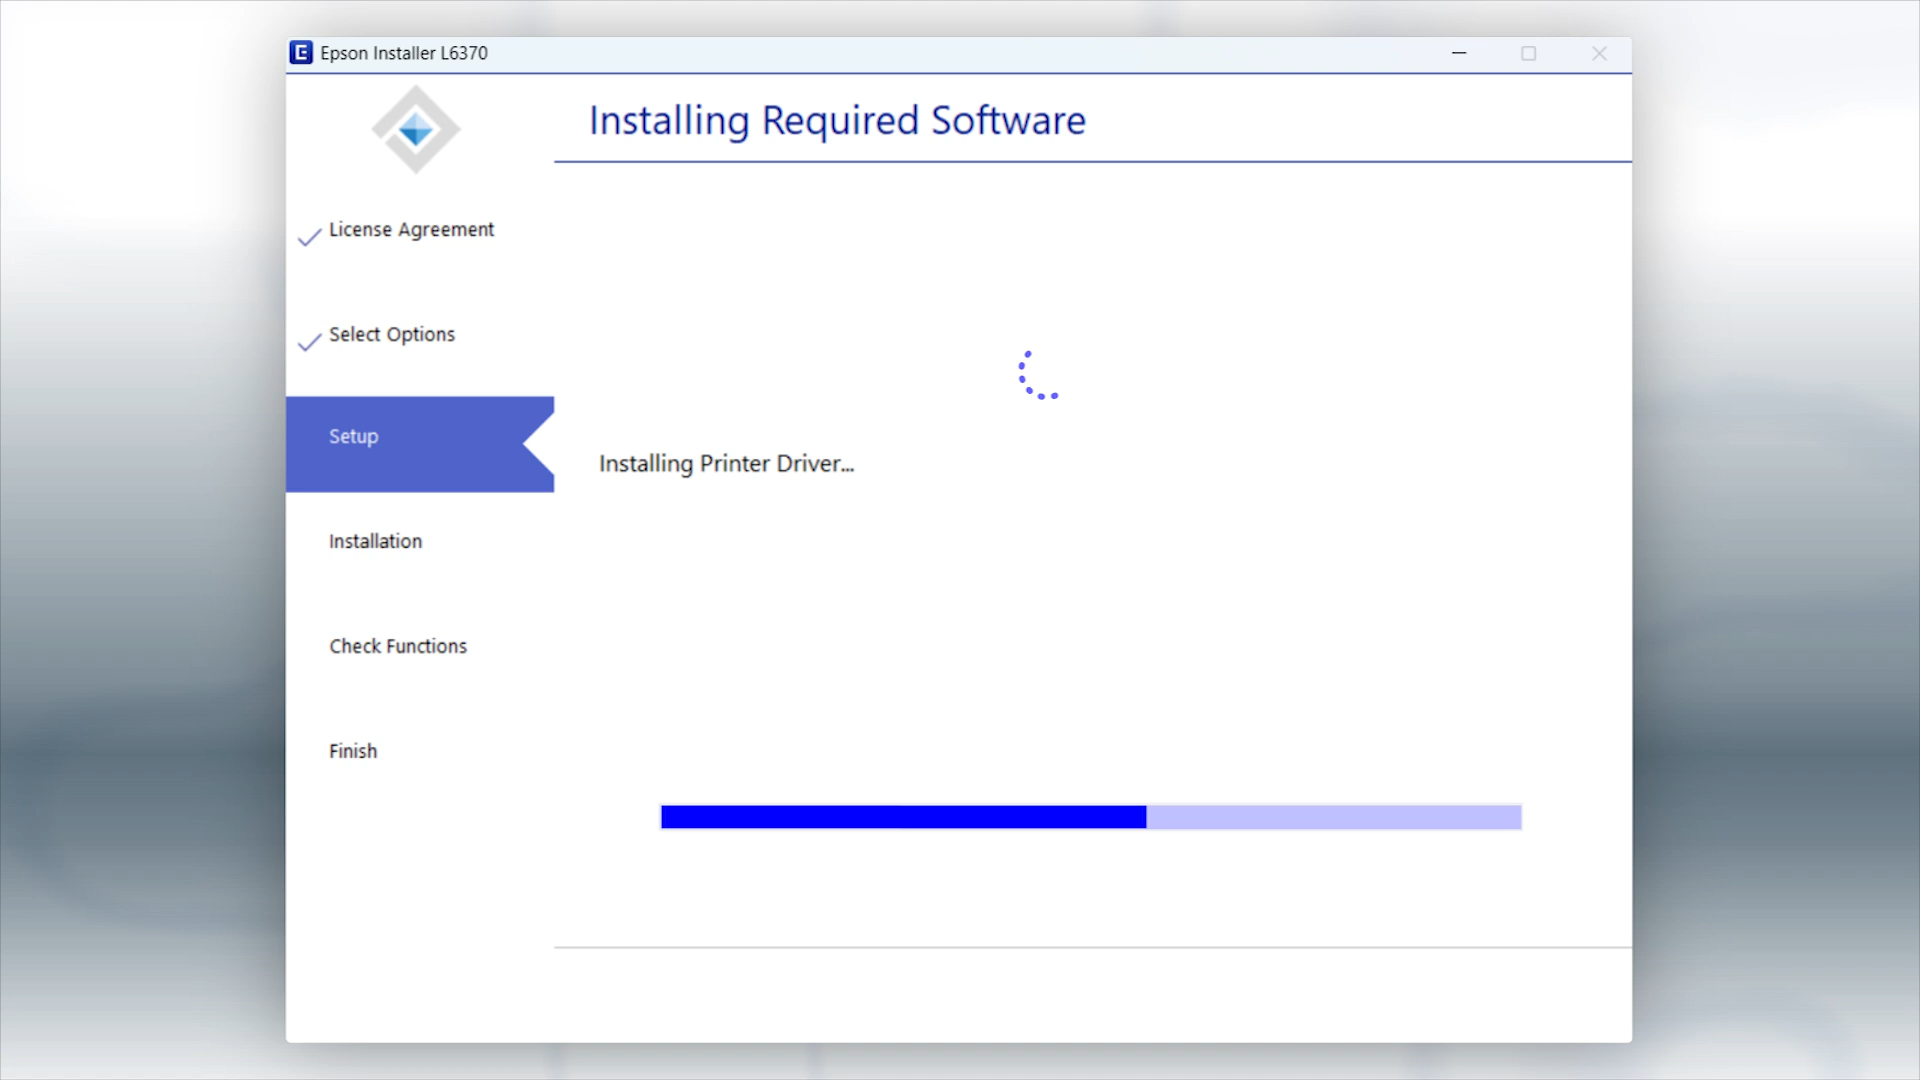 E Epson Installer L6370
Installing Required Software
License Agreement
Select Options
Setup
Installing Printer Driver...
Installation
Check Functions
Finish